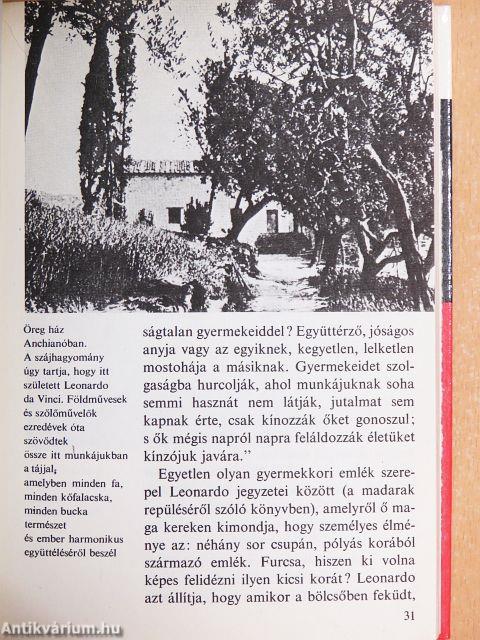 Öreg ház
Anchianóban.
A szájhagyomány
úgy tartja, hogy itt
született Leonardo
da Vinci. Földművesek
és szőlőművelők
ezredévek óta
szövődtek
össze itt munkájukban
a tájjal,
amelyben minden fa,
minden kőfalacska,
minden bucka
természet
és ember harmonikus
együttéléséről beszél
ságtalan gyermekeiddel? Együttérző, jóságos
anyja vagy az egyiknek, kegyetlen, lelketlen
mostohája a másiknak. Gyermekeidet szol-
gaságba hurcolják, ahol munkájuknak soha
semmi hasznát nem látják, jutalmat sem
kapnak érte, csak kínozzák őket gonoszul;
s ők mégis napról napra feláldozzák életüket
kínzójuk javára."
Egyetlen olyan gyermekkori emlék szere-
pel Leonardo jegyzetei között (a madarak
repüléséről szóló könyvben), amelyről ő ma-
ga kereken kimondja, hogy személyes élmé-
nye az: néhány sor csupán, pólyás korából
származó emlék. Furcsa, hiszen ki volna
képes felidézni ilyen kicsi korát? Leonardo
azt állítja, hogy amikor a bölcsőben feküdt,
31
Antikvárium.hu